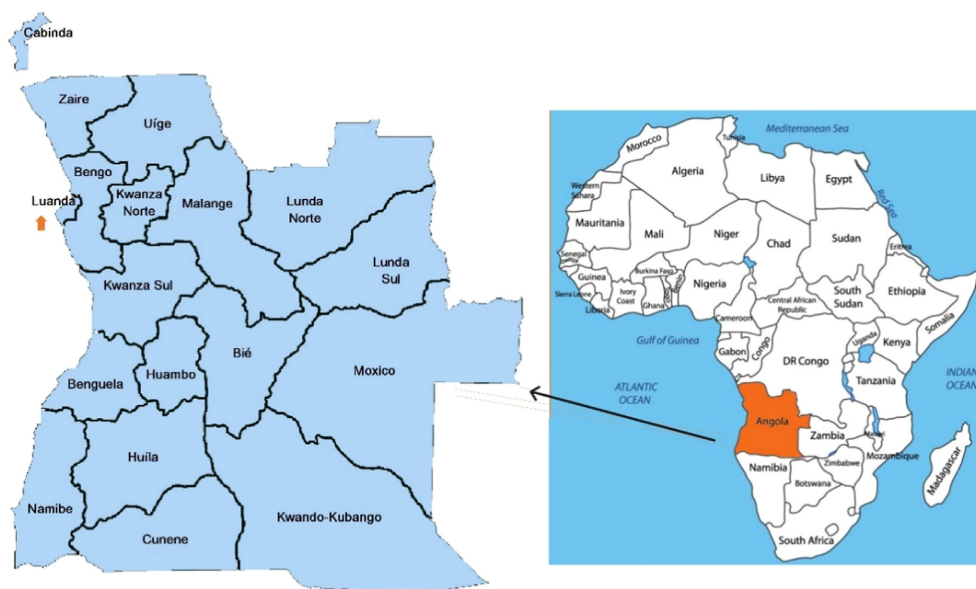 Cabinda
Zaire
Uíge
Bengo
Luanda
Kwanza
Norte
Malange
Lunda
Norte
Lunda
Sul
Kwanza Sul
Bié
Moxico
Benguela
Huambo
Huíla
Namibe
Cunene
Kwando-Kubango
Mediterranean Sea
Tunisia
Morocco
Algeria
Libya
Egypt
Western
Sahara
Red Sea
Mauritania
Mali
Niger
Chad
Sudan
Eritrea
Senegal
Burkina Faso
Guinea
Benin
Togo
Nigeria
Ethiopia
Sierra Leone
Ivory
Coast
Ghana
Liberia
Central African
Republic
South
Sudan
Somalia
Cameroon
Gulf of Guinea
Gabon
Congo
Uganda
Kenya
DR Congo
ATLANTIC
OCEAN
Tanzania
INDIAN
OCEAN
Angola
Zambia
Malawi
Mozambique
Zimbabwe
Namibia
Botswana
Madagascar
South Africa